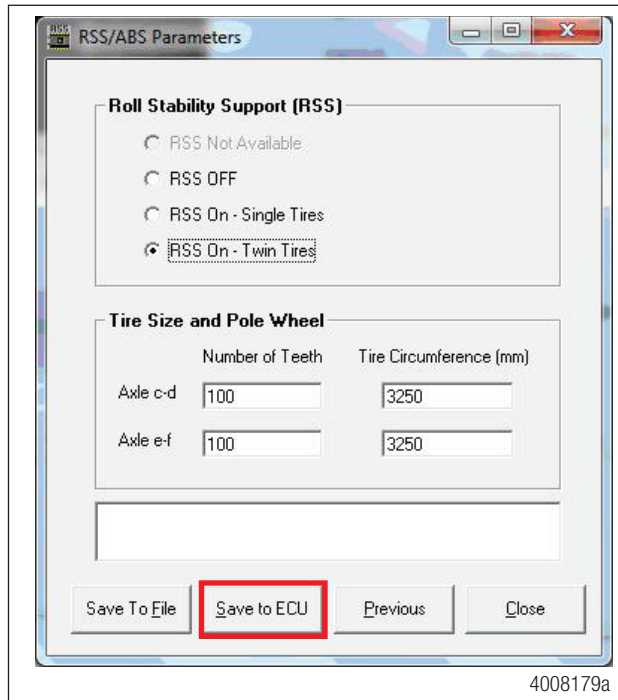 RSS
RSS/ABS Parameters
Roll Stability Support (RSS)
RSS Not Available
RSS OFF
RSS On - Single Tires
RSS On - Twin Tires
Tire Size and Pole Wheel
Number of Teeth Tire Circumference (mm)
Axle c-d 100 3250
Axle e-f 100 3250
Save To File Save to ECU Previous Close
4008179a